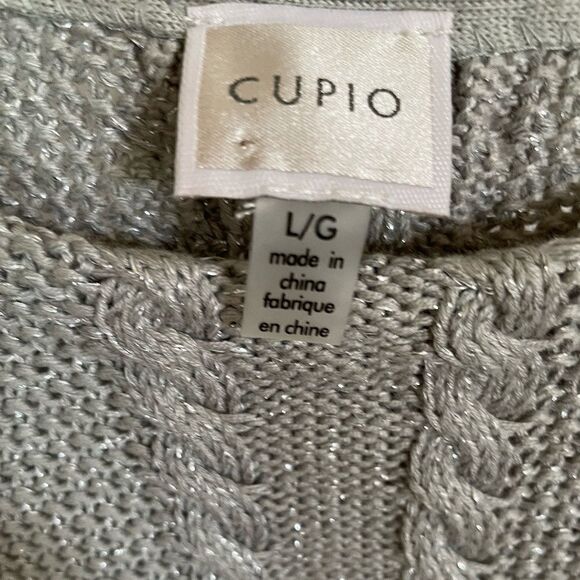 CUPIO
L/G
made in
china
fabrique
en chine